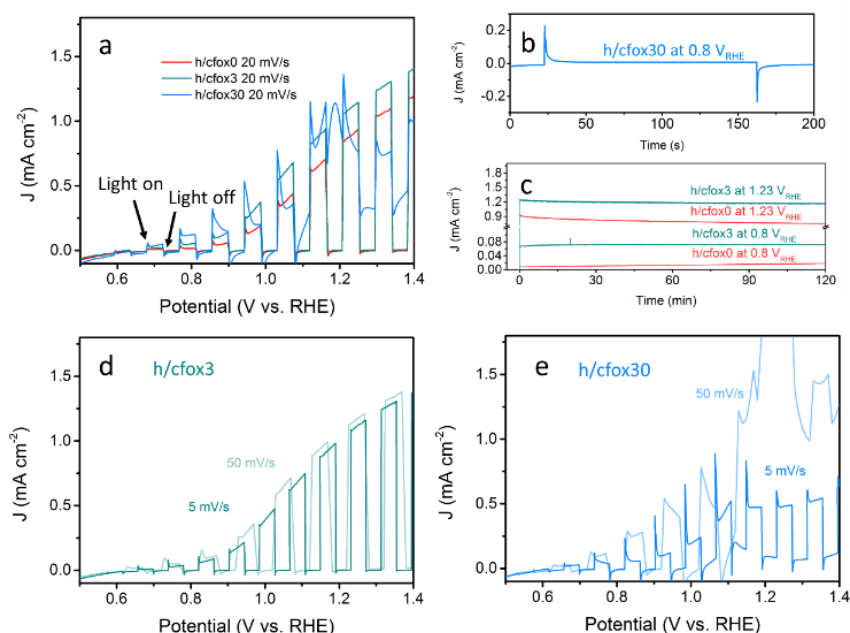 a
h/cfox0 20 mV/s
h/cfox3 20 mV/s
h/cfox30 20 mV/s
Light on
Light off
J (mA cm⁻²)
1.5
1.0
0.5
0.0
0.6 0.8 1.0 1.2 1.4
Potential (V vs. RHE)
b
h/cfox30 at 0.8 V_RHE
J (mA cm⁻²)
0.2
0.0
-0.2
0 50 100 150 200
Time (s)
c
h/cfox3 at 1.23 V_RHE
h/cfox0 at 1.23 V_RHE
h/cfox3 at 0.8 V_RHE
h/cfox0 at 0.8 V_RHE
J (mA cm⁻²)
1.8
1.5
1.2
0.9
0.08
0.04
0.00
0 30 60 90 120
Time (min)
d
h/cfox3
50 mV/s
5 mV/s
J (mA cm⁻²)
1.5
1.0
0.5
0.0
0.6 0.8 1.0 1.2 1.4
Potential (V vs. RHE)
e
h/cfox30
50 mV/s
5 mV/s
J (mA cm⁻²)
1.5
1.0
0.5
0.0
0.6 0.8 1.0 1.2 1.4
Potential (V vs. RHE)